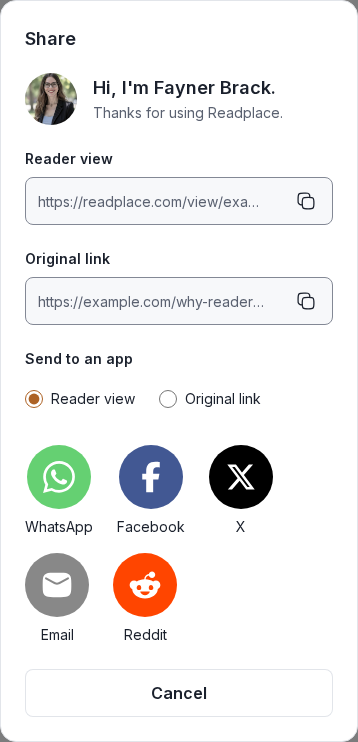 Share
Hi, I'm Fayner Brack.
Thanks for using Readplace.
Reader view
https://readplace.com/view/exa…
Original link
https://example.com/why-reader…
Send to an app
Reader view
Original link
WhatsApp
Facebook
X
Email
Reddit
Cancel